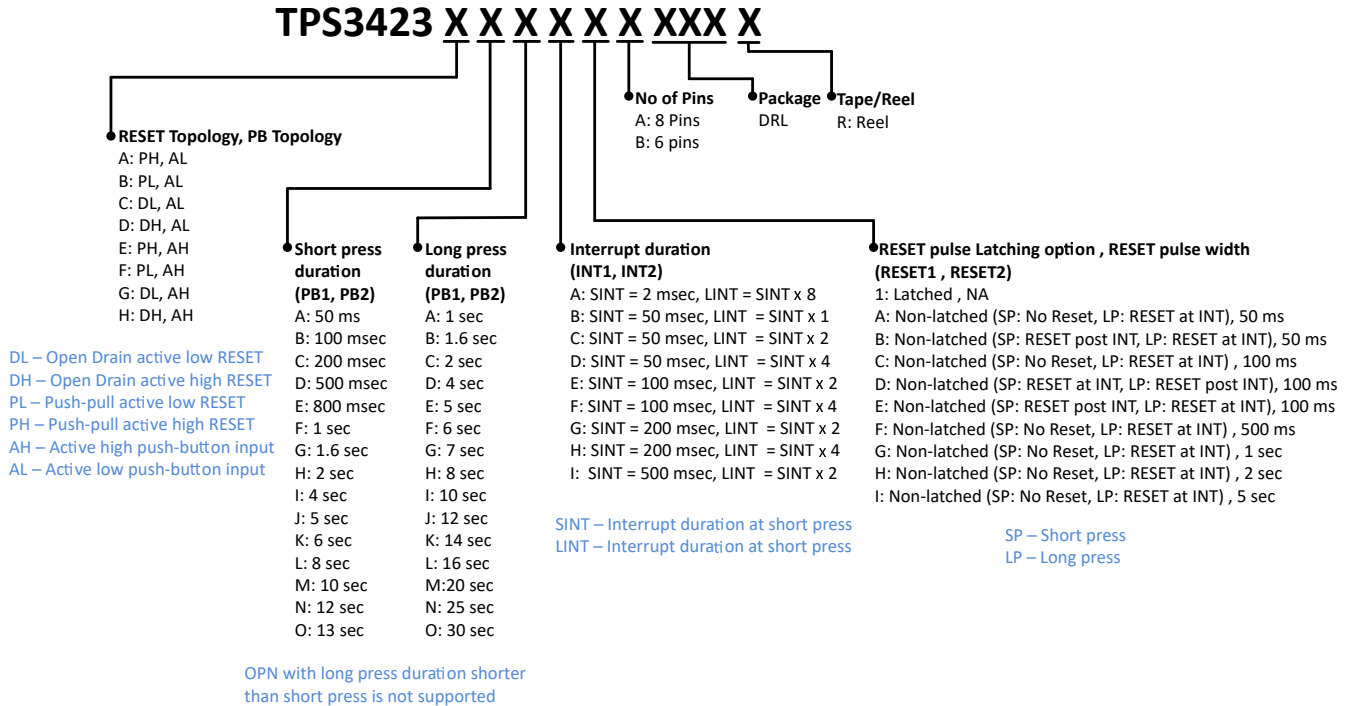 TPS3423 X X X X X X XXX X
No of Pins
A: 8 Pins
B: 6 pins
Package
DRL
Tape/Reel
R: Reel
RESET Topology, PB Topology
A: PH, AL
B: PL, AL
C: DL, AL
D: DH, AL
E: PH, AH
F: PL, AH
G: DL, AH
H: DH, AH
DL – Open Drain active low RESET
DH – Open Drain active high RESET
PL – Push-pull active low RESET
PH – Push-pull active high RESET
AH – Active high push-button input
AL – Active low push-button input
Short press
duration
(PB1, PB2)
A: 50 ms
B: 100 msec
C: 200 msec
D: 500 msec
E: 800 msec
F: 1 sec
G: 1.6 sec
H: 2 sec
I: 4 sec
J: 5 sec
K: 6 sec
L: 8 sec
M: 10 sec
N: 12 sec
O: 13 sec
Long press
duration
(PB1, PB2)
A: 1 sec
B: 1.6 sec
C: 2 sec
D: 4 sec
E: 5 sec
F: 6 sec
G: 7 sec
H: 8 sec
I: 10 sec
J: 12 sec
K: 14 sec
L: 16 sec
M:20 sec
N: 25 sec
O: 30 sec
OPN with long press duration shorter
than short press is not supported
Interrupt duration
(INT1, INT2)
A: SINT = 2 msec, LINT = SINT x 8
B: SINT = 50 msec, LINT = SINT x 1
C: SINT = 50 msec, LINT = SINT x 2
D: SINT = 50 msec, LINT = SINT x 4
E: SINT = 100 msec, LINT = SINT x 2
F: SINT = 100 msec, LINT = SINT x 4
G: SINT = 200 msec, LINT = SINT x 2
H: SINT = 200 msec, LINT = SINT x 4
I: SINT = 500 msec, LINT = SINT x 2
SINT – Interrupt duration at short press
LINT – Interrupt duration at short press
RESET pulse Latching option , RESET pulse width
(RESET1 , RESET2)
1: Latched , NA
A: Non-latched (SP: No Reset, LP: RESET at INT), 50 ms
B: Non-latched (SP: RESET post INT, LP: RESET at INT), 50 ms
C: Non-latched (SP: No Reset, LP: RESET at INT) , 100 ms
D: Non-latched (SP: RESET at INT, LP: RESET post INT), 100 ms
E: Non-latched (SP: RESET post INT, LP: RESET at INT), 100 ms
F: Non-latched (SP: No Reset, LP: RESET at INT) , 500 ms
G: Non-latched (SP: No Reset, LP: RESET at INT) , 1 sec
H: Non-latched (SP: No Reset, LP: RESET at INT) , 2 sec
I: Non-latched (SP: No Reset, LP: RESET at INT) , 5 sec
SP – Short press
LP – Long press